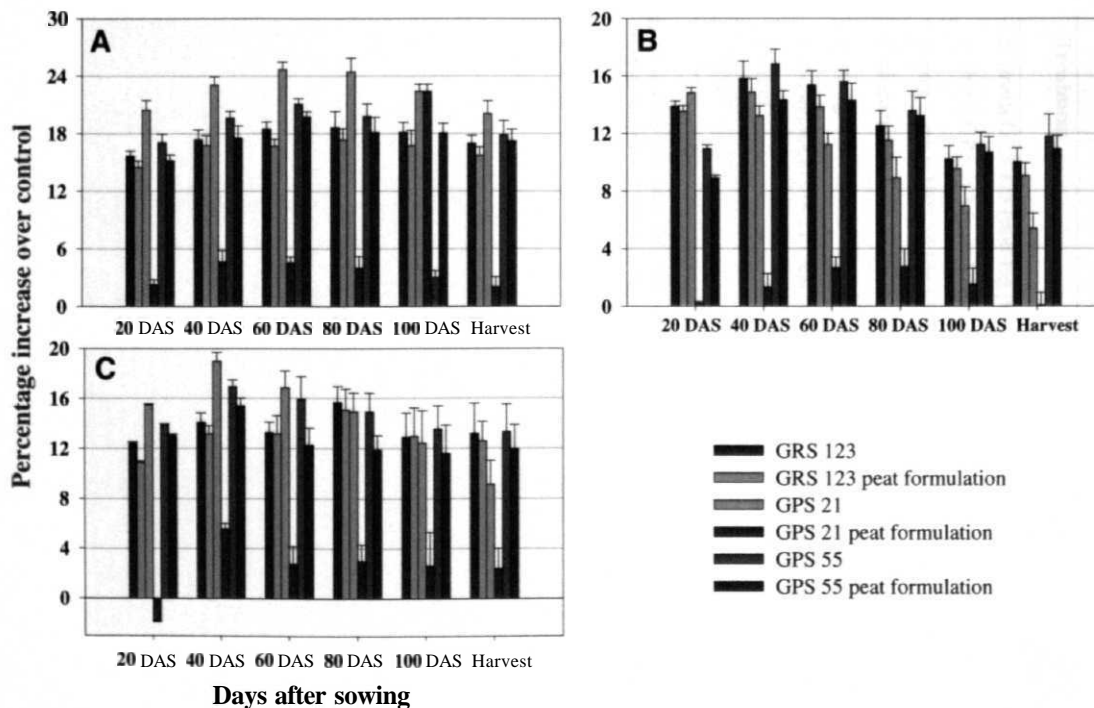 Percentage increase over control
A
30
24
18
12
6
0
20 DAS 40 DAS 60 DAS 80 DAS 100 DAS Harvest
B
20
16
12
8
4
0
20 DAS 40 DAS 60 DAS 80 DAS 100 DAS Harvest
C
20
16
12
8
4
0
20 DAS 40 DAS 60 DAS 80 DAS 100 DAS Harvest
Days after sowing
GRS 123
GRS 123 peat formulation
GPS 21
GPS 21 peat formulation
GPS 55
GPS 55 peat formulation